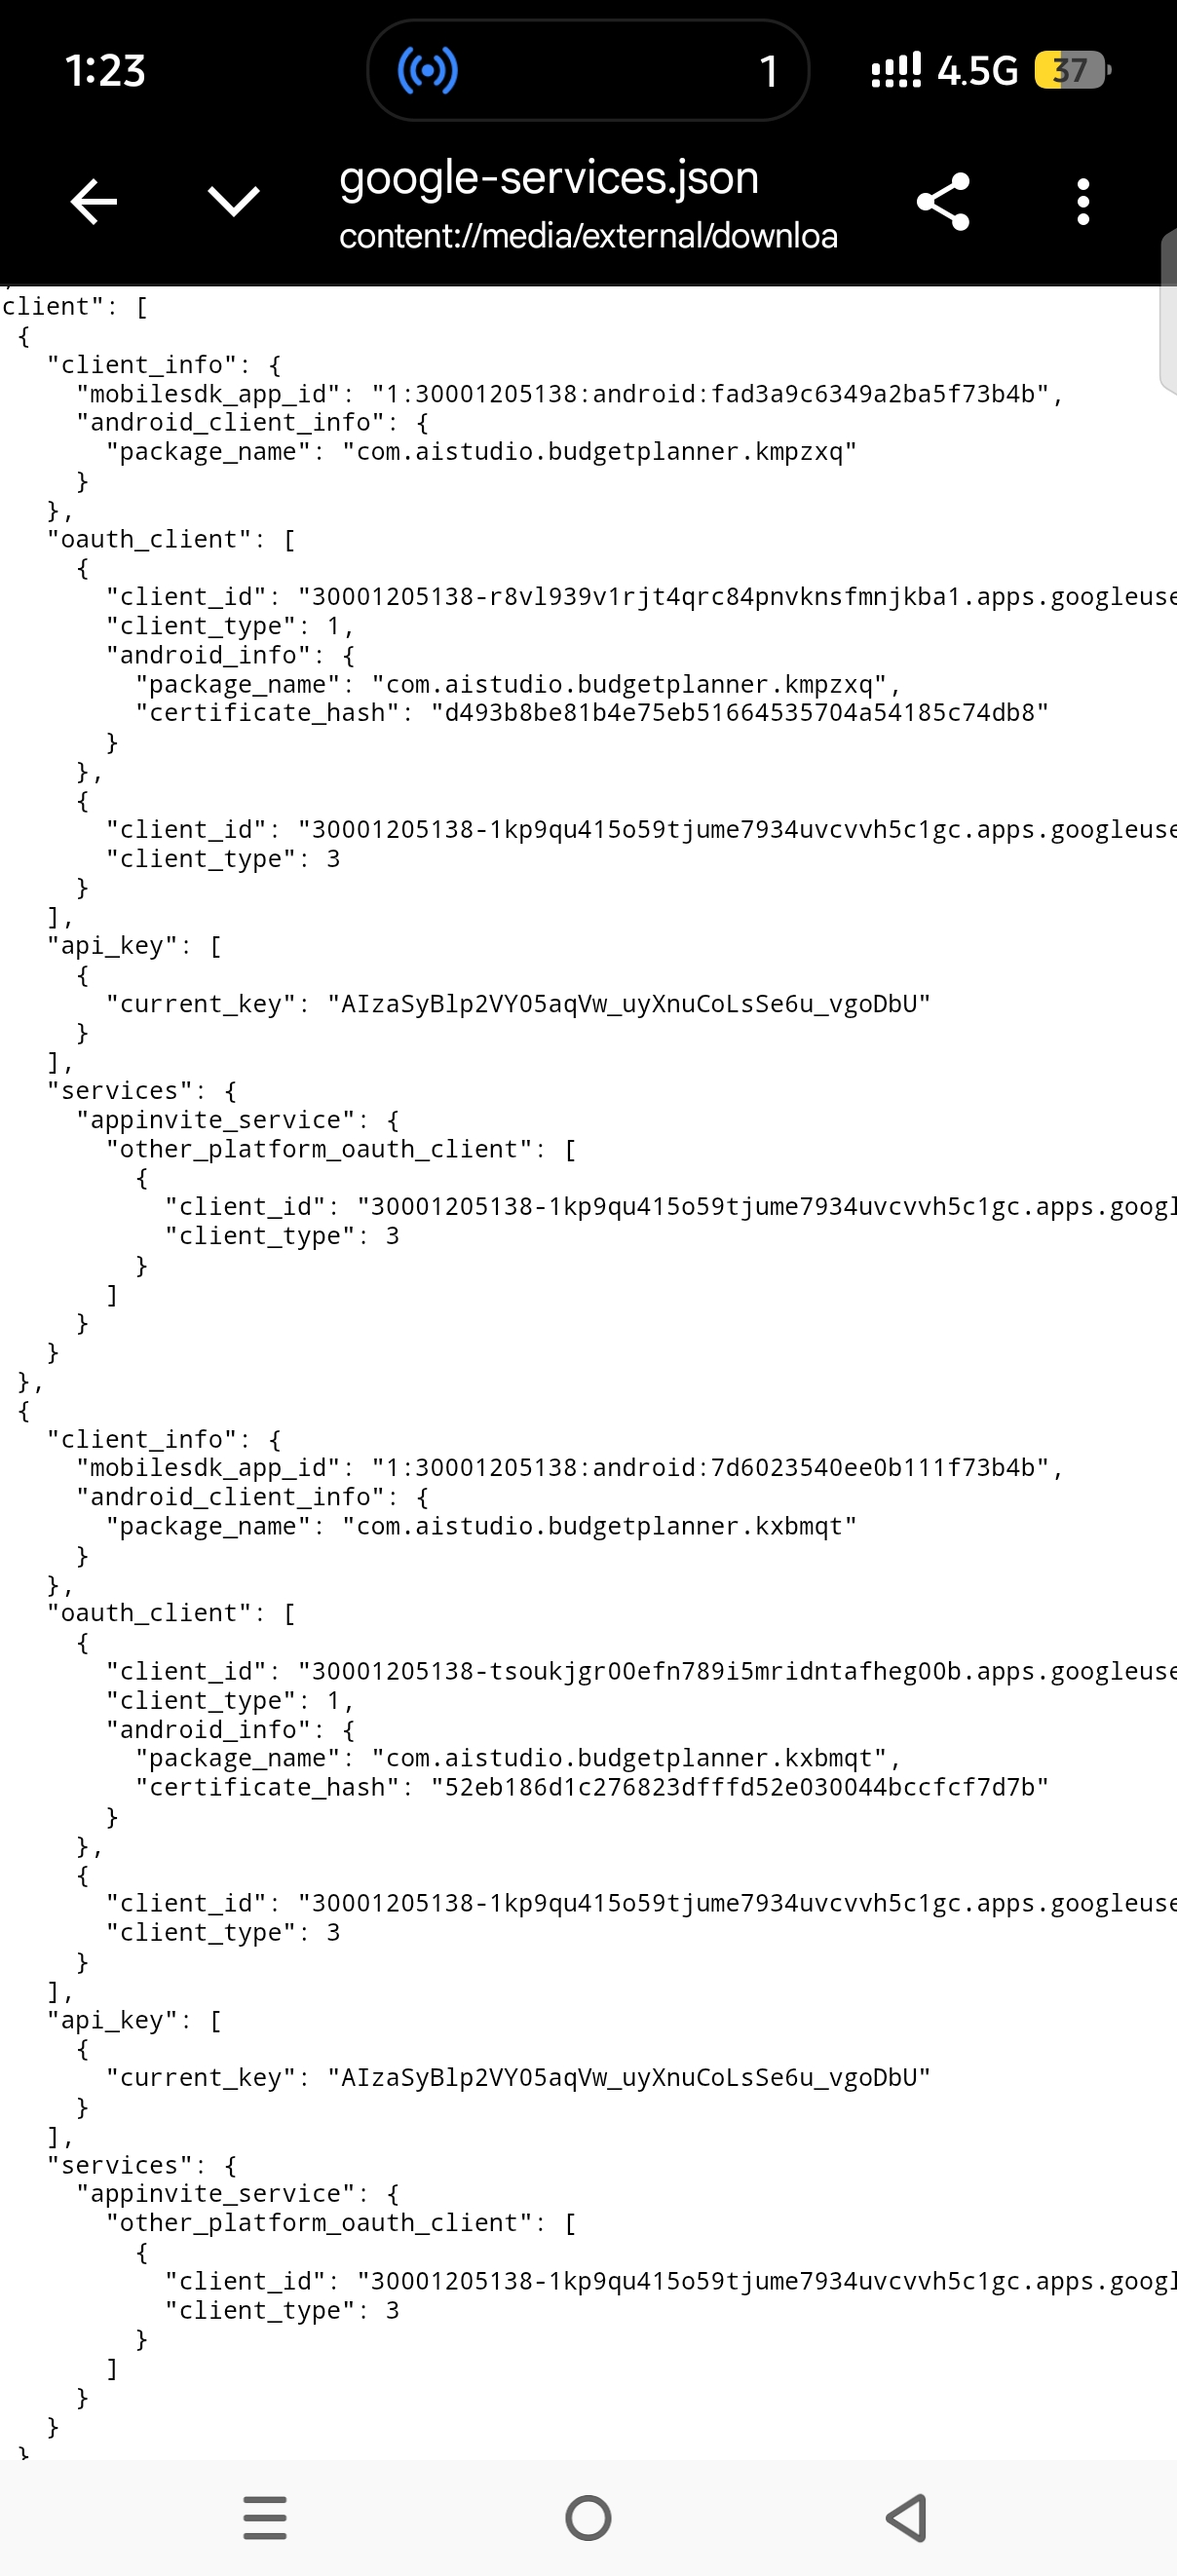 1:23
1
4.5G
37
google-services.json
content://media/external/downloa
client": [
{
"client_info": {
"mobilesdk_app_id": "1:30001205138:android:fad3a9c6349a2ba5f73b4b",
"android_client_info": {
"package_name": "com.aistudio.budgetplanner.kmpzxq"
}
},
"oauth_client": [
{
"client_id": "30001205138-r8vl939v1rjt4qrc84pnvknsfmnjkba1.apps.googleuse
"client_type": 1,
"android_info": {
"package_name": "com.aistudio.budgetplanner.kmpzxq",
"certificate_hash": "d493b8be81b4e75eb51664535704a54185c74db8"
}
},
{
"client_id": "30001205138-1kp9qu415o59tjume7934uvcvvh5c1gc.apps.googleuse
"client_type": 3
}
],
"api_key": [
{
"current_key": "AIzaSyBlp2VY05aqVw_uyXnuCoLsSe6u_vgoDbU"
}
],
"services": {
"appinvite_service": {
"other_platform_oauth_client": [
{
"client_id": "30001205138-1kp9qu415o59tjume7934uvcvvh5c1gc.apps.googl
"client_type": 3
}
]
}
}
},
{
"client_info": {
"mobilesdk_app_id": "1:30001205138:android:7d6023540ee0b111f73b4b",
"android_client_info": {
"package_name": "com.aistudio.budgetplanner.kxbmqt"
}
},
"oauth_client": [
{
"client_id": "30001205138-tsoukjgr00efn789i5mridntafheg00b.apps.googleuse
"client_type": 1,
"android_info": {
"package_name": "com.aistudio.budgetplanner.kxbmqt",
"certificate_hash": "52eb186d1c276823dfffd52e030044bccfcf7d7b"
}
},
{
"client_id": "30001205138-1kp9qu415o59tjume7934uvcvvh5c1gc.apps.googleuse
"client_type": 3
}
],
"api_key": [
{
"current_key": "AIzaSyBlp2VY05aqVw_uyXnuCoLsSe6u_vgoDbU"
}
],
"services": {
"appinvite_service": {
"other_platform_oauth_client": [
{
"client_id": "30001205138-1kp9qu415o59tjume7934uvcvvh5c1gc.apps.googl
"client_type": 3
}
]
}
}
}